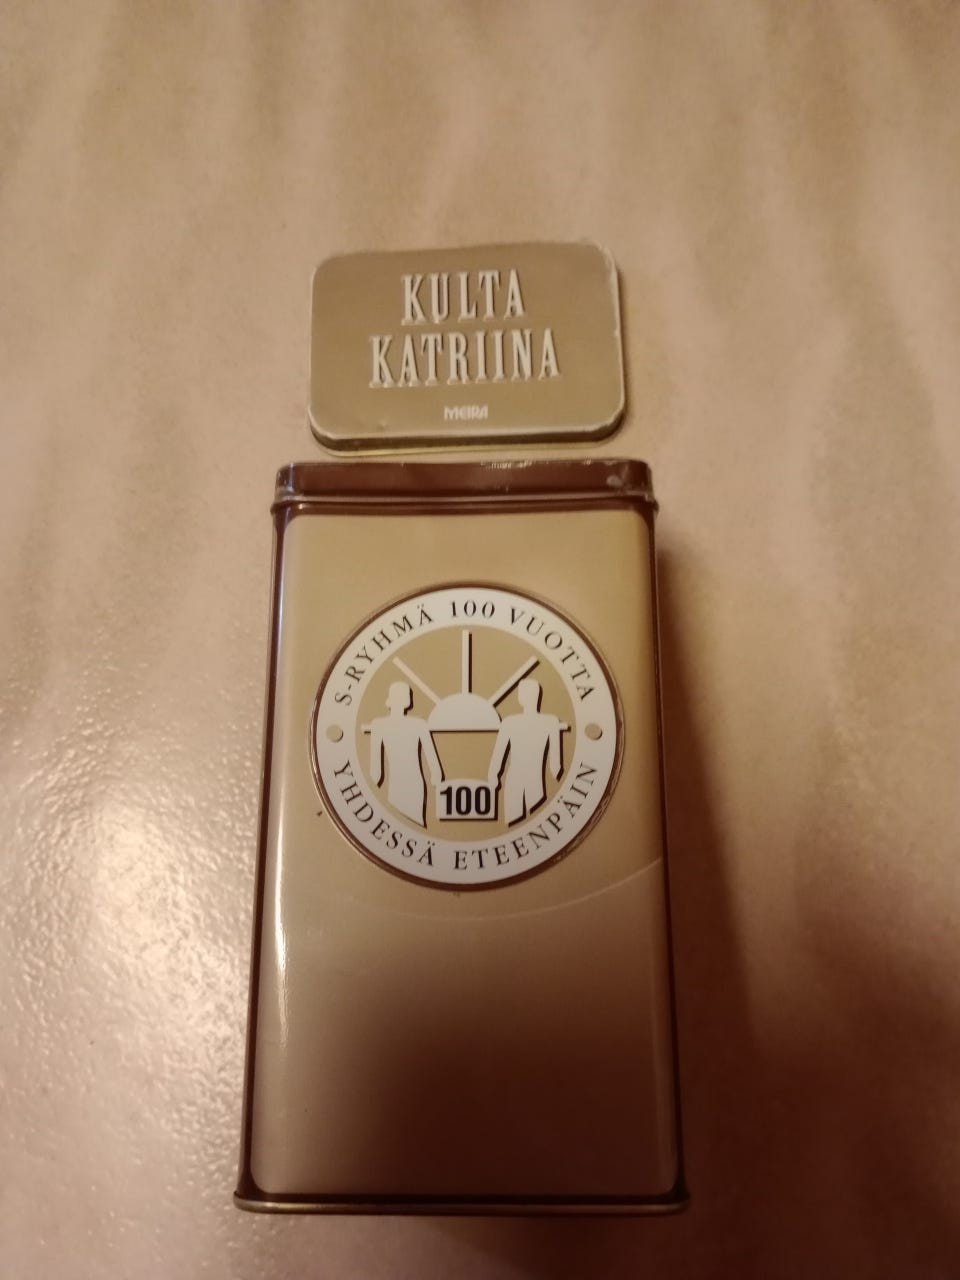 KULTA
KATRIINA
MEIRA
S-RYHMÄ 100 VUOTTA
100
YHDESSÄ ETEENPÄIN